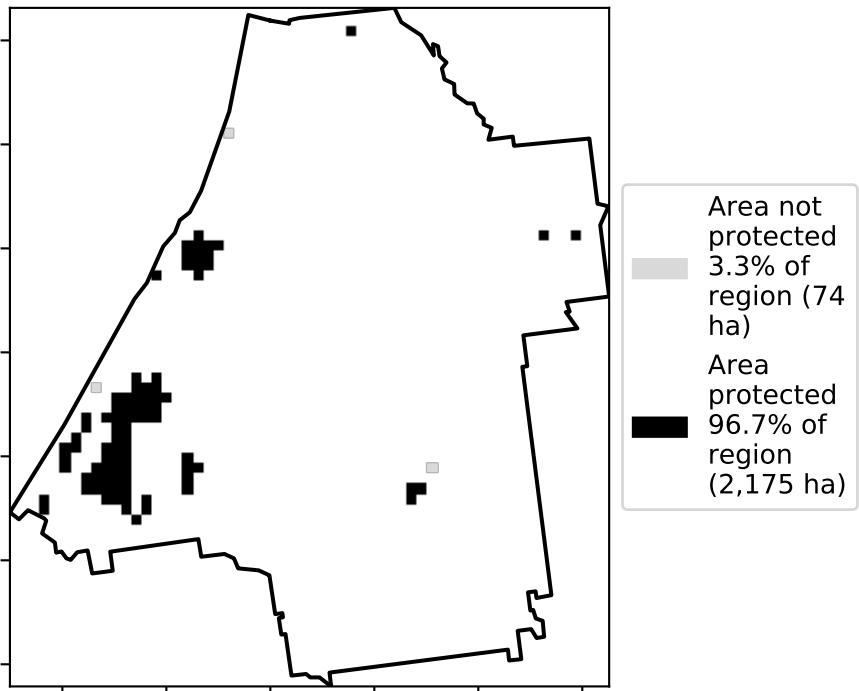 Area not
protected
3.3% of
region (74
ha)
Area
protected
96.7% of
region
(2,175 ha)